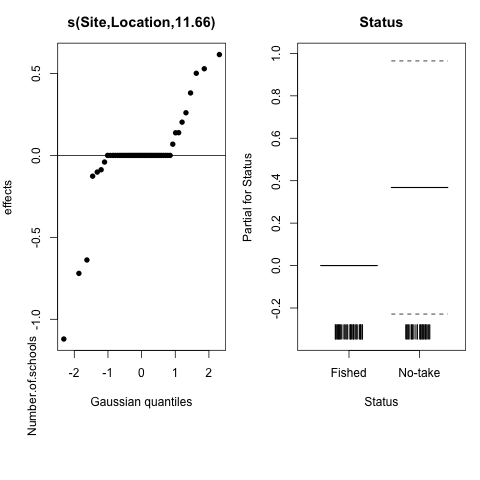 s(Site,Location,11.66)
effects
0.5
0.0
-0.5
-1.0
Number.of.schools
-2
-1
0
1
2
Gaussian quantiles
Status
Partial for Status
1.0
0.8
0.6
0.4
0.2
0.0
-0.2
Fished
No-take
Status